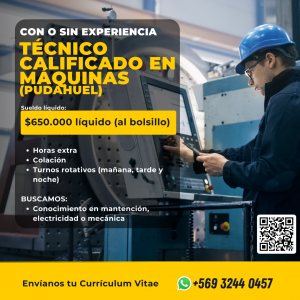 CON O SIN EXPERIENCIA
TÉCNICO
CALIFICADO EN
MÁQUINAS
(PUDAHUEL)
Sueldo líquido:
$650.000 líquido (al bolsillo)
• Horas extra
• Colación
• Turnos rotativos (mañana, tarde y
noche)
BUSCAMOS:
• Conocimiento en mantención,
electricidad o mecánica
Envíanos tu Currículum Vitae
+569 3244 0457